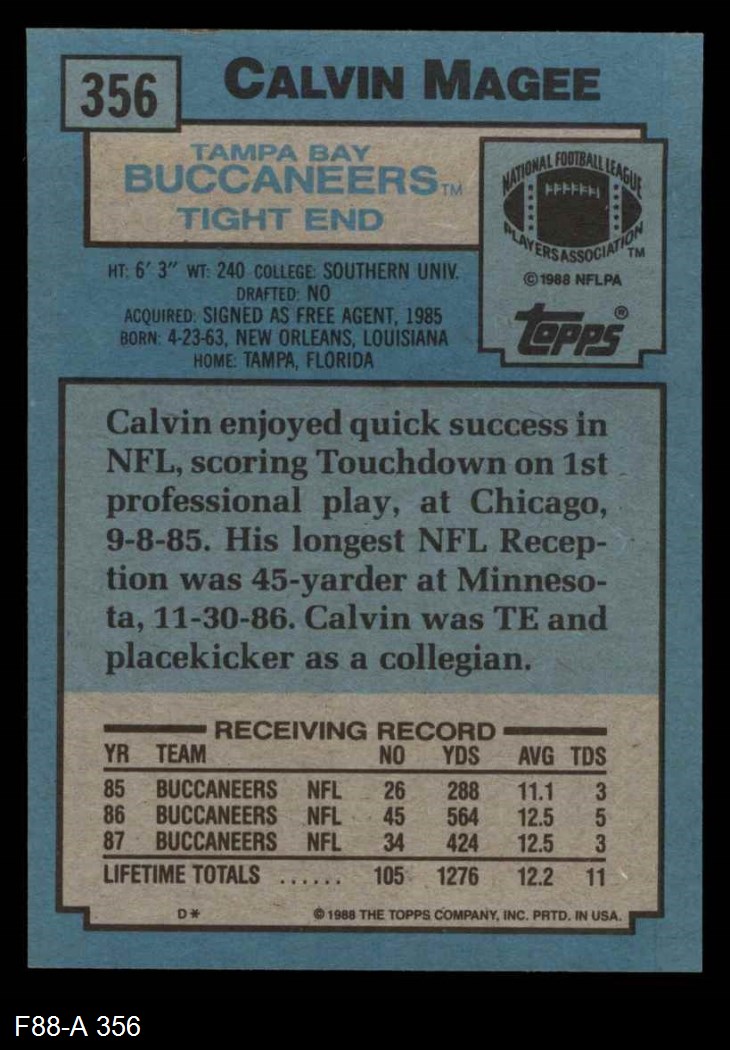 356
CALVIN MAGEE
TAMPA BAY
BUCCANEERS™
TIGHT END
NATIONAL FOOTBALL LEAGUE
PLAYERS ASSOCIATION™
©1988 NFLPA
topps®
HT: 6' 3" WT: 240 COLLEGE: SOUTHERN UNIV.
DRAFTED: NO
ACQUIRED: SIGNED AS FREE AGENT, 1985
BORN: 4-23-63, NEW ORLEANS, LOUISIANA
HOME: TAMPA, FLORIDA
Calvin enjoyed quick success in
NFL, scoring Touchdown on 1st
professional play, at Chicago,
9-8-85. His longest NFL Recep-
tion was 45-yarder at Minneso-
ta, 11-30-86. Calvin was TE and
placekicker as a collegian.
RECEIVING RECORD
YR TEAM NO YDS AVG TDS
85 BUCCANEERS NFL 26 288 11.1 3
86 BUCCANEERS NFL 45 564 12.5 5
87 BUCCANEERS NFL 34 424 12.5 3
LIFETIME TOTALS ...... 105 1276 12.2 11
D* ©1988 THE TOPPS COMPANY, INC. PRTD. IN USA.
F88-A 356